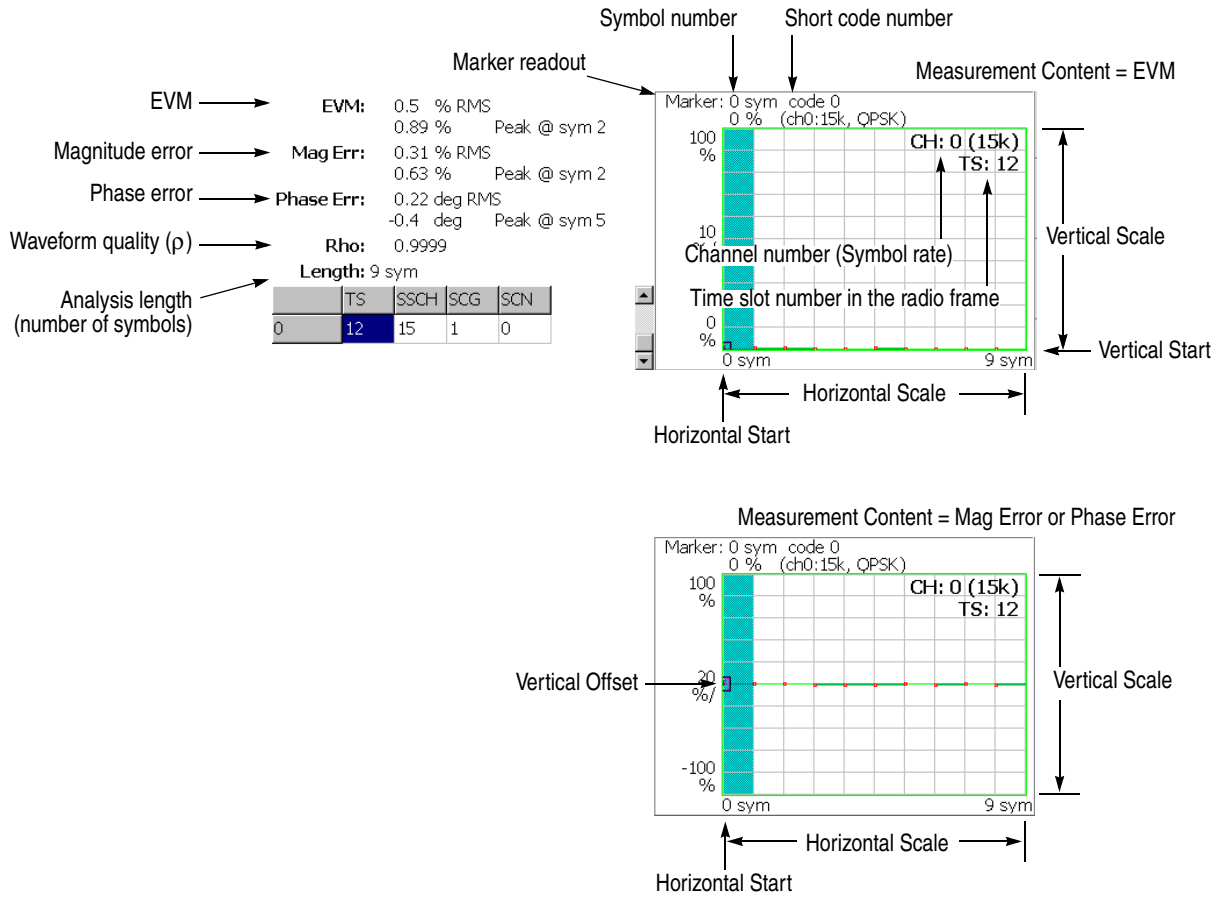 Symbol number
Short code number
Marker readout
Measurement Content = EVM
EVM
EVM: 0.5 % RMS
0.89 % Peak @ sym 2
Magnitude error
Mag Err: 0.31 % RMS
0.63 % Peak @ sym 2
Phase error
Phase Err: 0.22 deg RMS
-0.4 deg Peak @ sym 5
Waveform quality (ρ)
Rho: 0.9999
Length: 9 sym
Analysis length
(number of symbols)
TS SSCH SCG SCN
0 12 15 1 0
Marker: 0 sym code 0
0 % (ch0:15k, QPSK)
100
%
CH: 0 (15k)
TS: 12
10
Channel number (Symbol rate)
Time slot number in the radio frame
0
%
0 sym
9 sym
Vertical Scale
Vertical Start
Horizontal Scale
Horizontal Start
Measurement Content = Mag Error or Phase Error
Marker: 0 sym code 0
0 % (ch0:15k, QPSK)
100
%
CH: 0 (15k)
TS: 12
Vertical Offset
20
%/
Vertical Scale
-100
%
0 sym
9 sym
Horizontal Scale
Horizontal Start